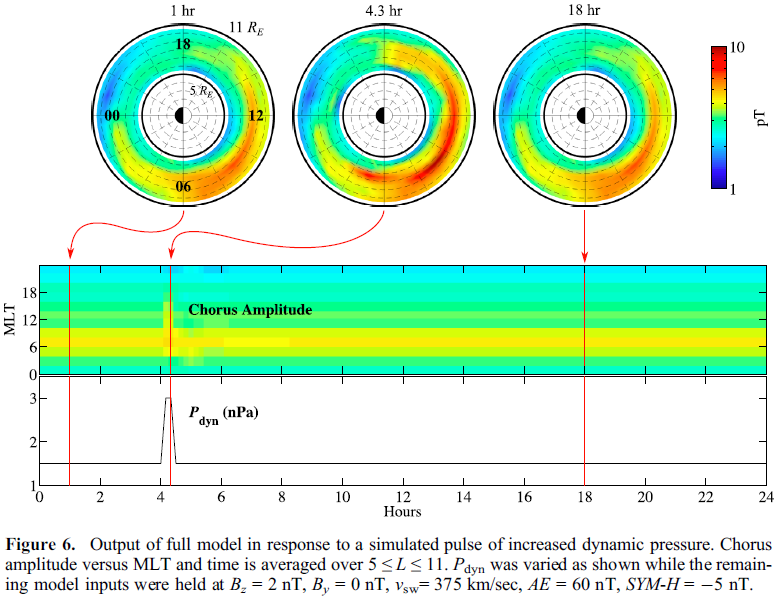 1 hr
4.3 hr
18 hr
11 R_E
18
5 R_E
00
12
06
10
pT
1
MLT
18
12
6
0
Chorus Amplitude
3
2
1
P_dyn (nPa)
0 2 4 6 8 10 12 14 16 18 20 22 24
Hours
Figure 6. Output of full model in response to a simulated pulse of increased dynamic pressure. Chorus
amplitude versus MLT and time is averaged over 5 ≤ L ≤ 11. P_dyn was varied as shown while the remain-
ing model inputs were held at B_z = 2 nT, B_y = 0 nT, v_sw= 375 km/sec, AE = 60 nT, SYM-H = −5 nT.